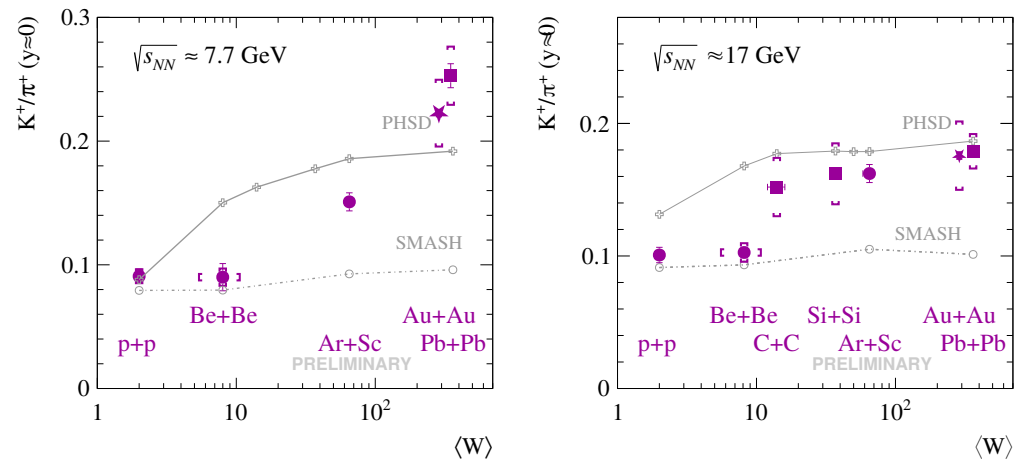 0.3
0.2
0.1
0
K⁺/π⁺ (y≈0)
√s_NN ≈ 7.7 GeV
PHSD
SMASH
Be+Be
Au+Au
p+p
Ar+Sc
Pb+Pb
PRELIMINARY
1
10
10²
⟨W⟩
0.2
0.1
0
K⁺/π⁺ (y≈0)
√s_NN ≈ 17 GeV
PHSD
SMASH
Be+Be
Si+Si
Au+Au
p+p
C+C
Ar+Sc
Pb+Pb
PRELIMINARY
1
10
10²
⟨W⟩